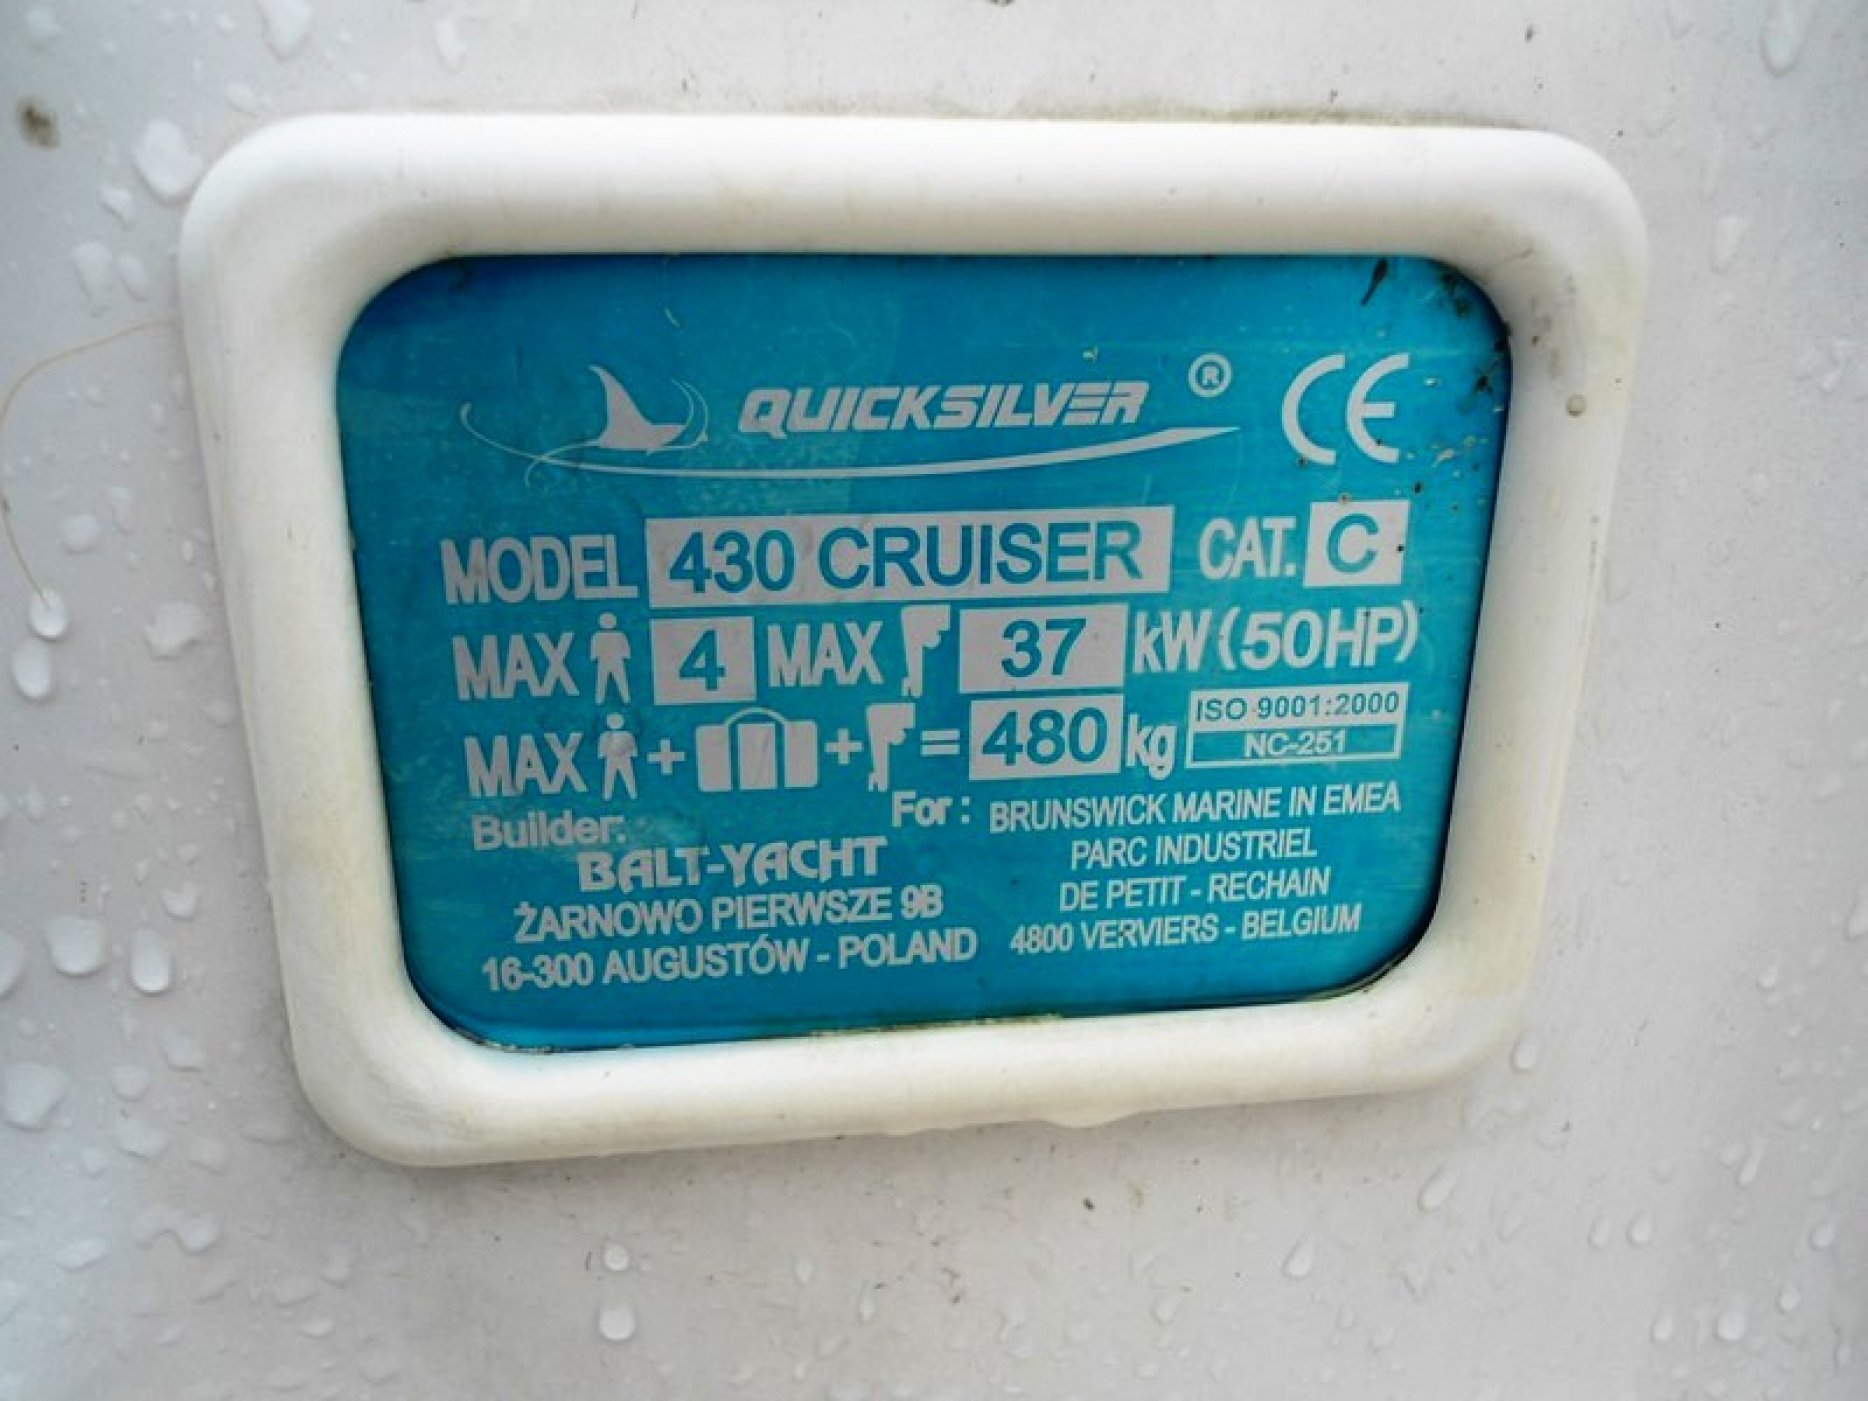 QUICKSILVER ® CE
MODEL 430 CRUISER CAT. C
MAX 4 MAX 37 kW (50HP)
MAX + + = 480 kg
ISO 9001:2000
NC-251
Builder:
BALT-YACHT
ŻARNOWO PIERWSZE 9B
16-300 AUGUSTÓW - POLAND
For :
BRUNSWICK MARINE IN EMEA
PARC INDUSTRIEL
DE PETIT - RECHAIN
4800 VERVIERS - BELGIUM